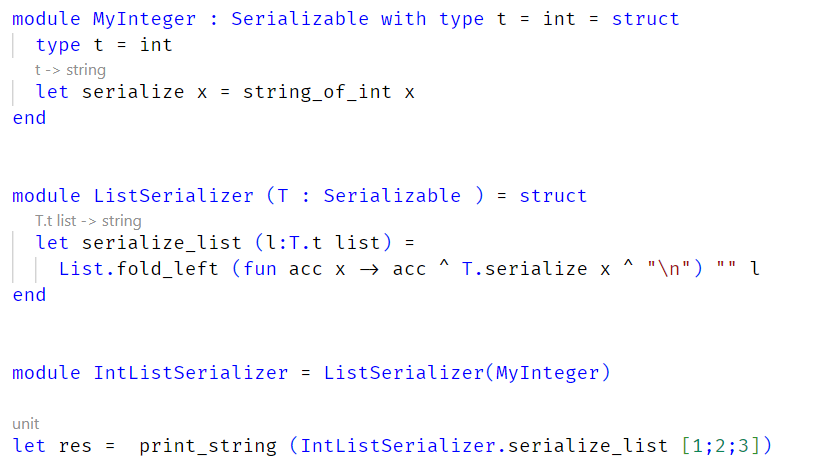 module MyInteger : Serializable with type t = int = struct
type t = int
t -> string
let serialize x = string_of_int x
end
module ListSerializer (T : Serializable ) = struct
T.t list -> string
let serialize_list (l:T.t list) =
List.fold_left (fun acc x → acc ^ T.serialize x ^ "\n") "" l
end
module IntListSerializer = ListSerializer(MyInteger)
unit
let res =  print_string (IntListSerializer.serialize_list [1;2;3])